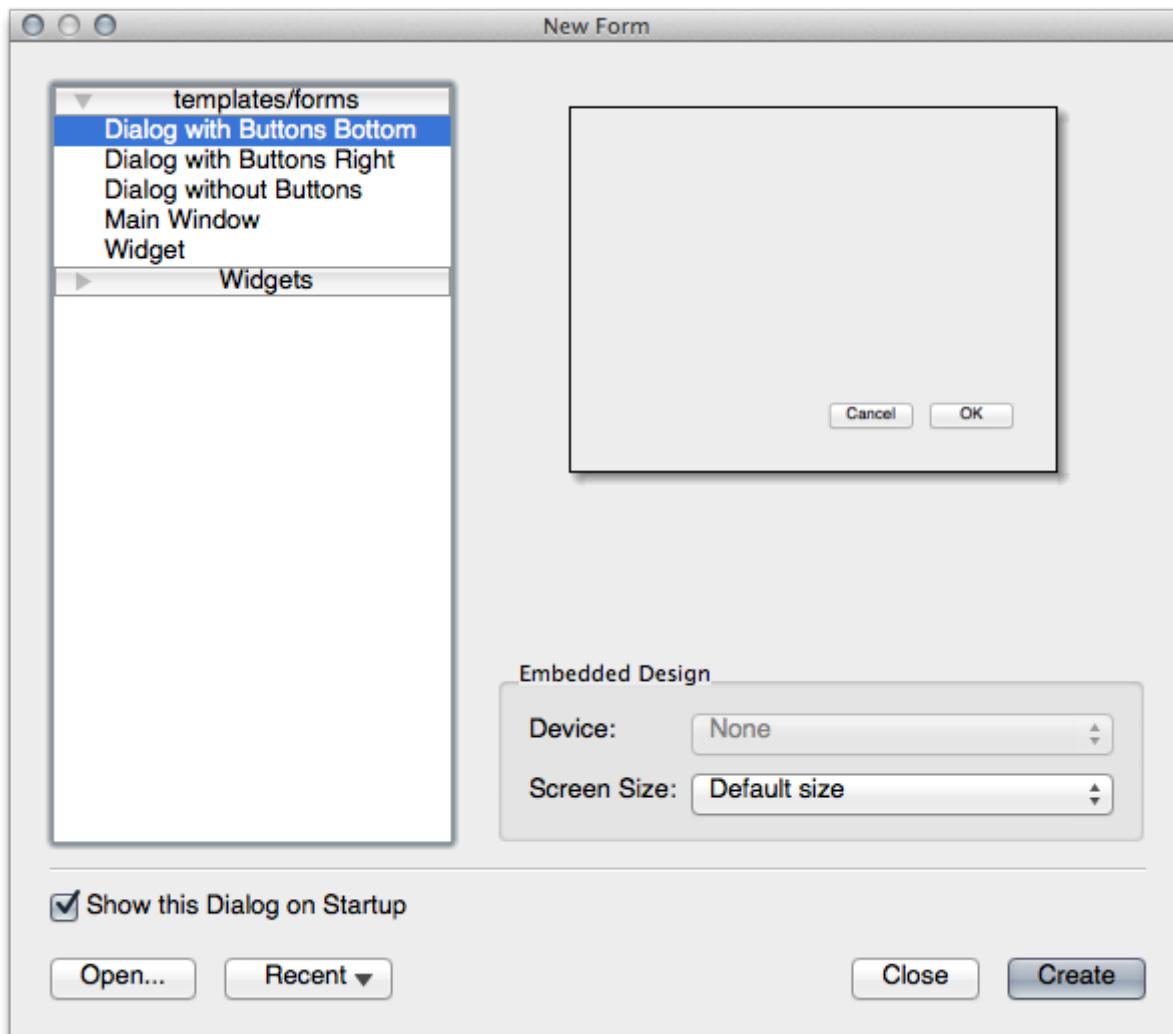 New Form
templates/forms
Dialog with Buttons Bottom
Dialog with Buttons Right
Dialog without Buttons
Main Window
Widget
Widgets
Cancel OK
Embedded Design
Device: None
Screen Size: Default size
Show this Dialog on Startup
Open... Recent Close Create